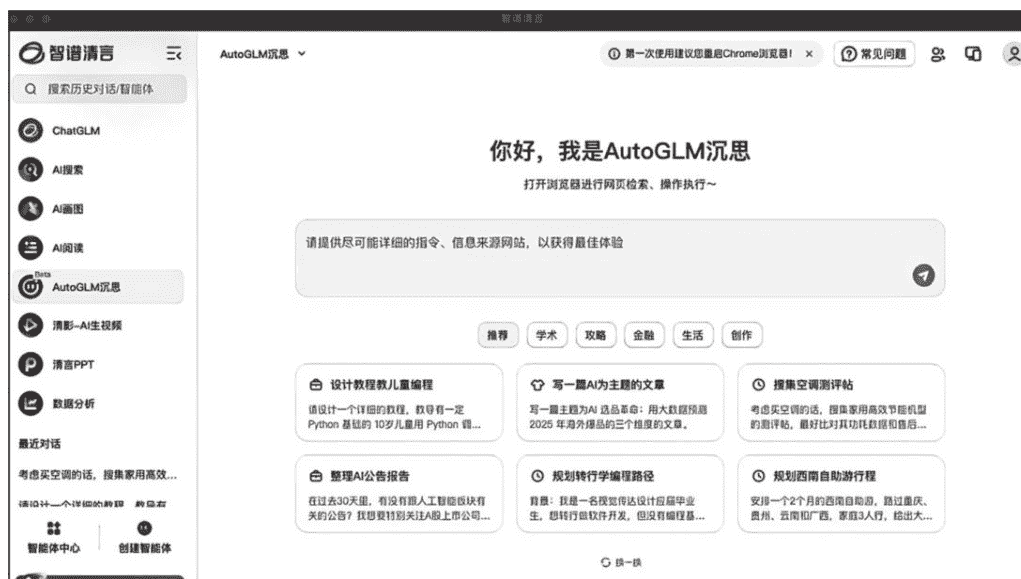 智谱清言
智谱清言
搜索历史对话/智能体
ChatGLM
AI搜索
AI画图
AI阅读
Beta
AutoGLM沉思
清影-AI生视频
清言PPT
数据分析
最近对话
考虑买空调的话，搜集家用高效...
请设计一个详细的教程，教导有
智能体中心
创建智能体
AutoGLM沉思
第一次使用建议您重启Chrome浏览器！
常见问题
你好，我是AutoGLM沉思
打开浏览器进行网页检索、操作执行～
请提供尽可能详细的指令、信息来源网站，以获得最佳体验
推荐 学术 攻略 金融 生活 创作
设计教程教儿童编程
请设计一个详细的教程，教导有一定
Python 基础的 10岁儿童用 Python 调...
写一篇AI为主题的文章
写一篇主题为AI 选品革命：用大数据预测
2025 年海外爆品的三个维度的文章。
搜集空调测评帖
考虑买空调的话，搜集家用高效节能机型
的测评帖，最好比对其功耗数据和售后...
整理AI公告报告
在过去30天里，有没有跟人工智能板块有
关的公告？我想要特别关注A股上市公司...
规划转行学编程路径
背景：我是一名视觉传达设计应届毕业
生，想转行做软件开发，但没有编程基...
规划西南自助游行程
安排一个2个月的西南自助游，路过重庆、
贵州、云南和广西，家庭3人行，给出大...
换一换